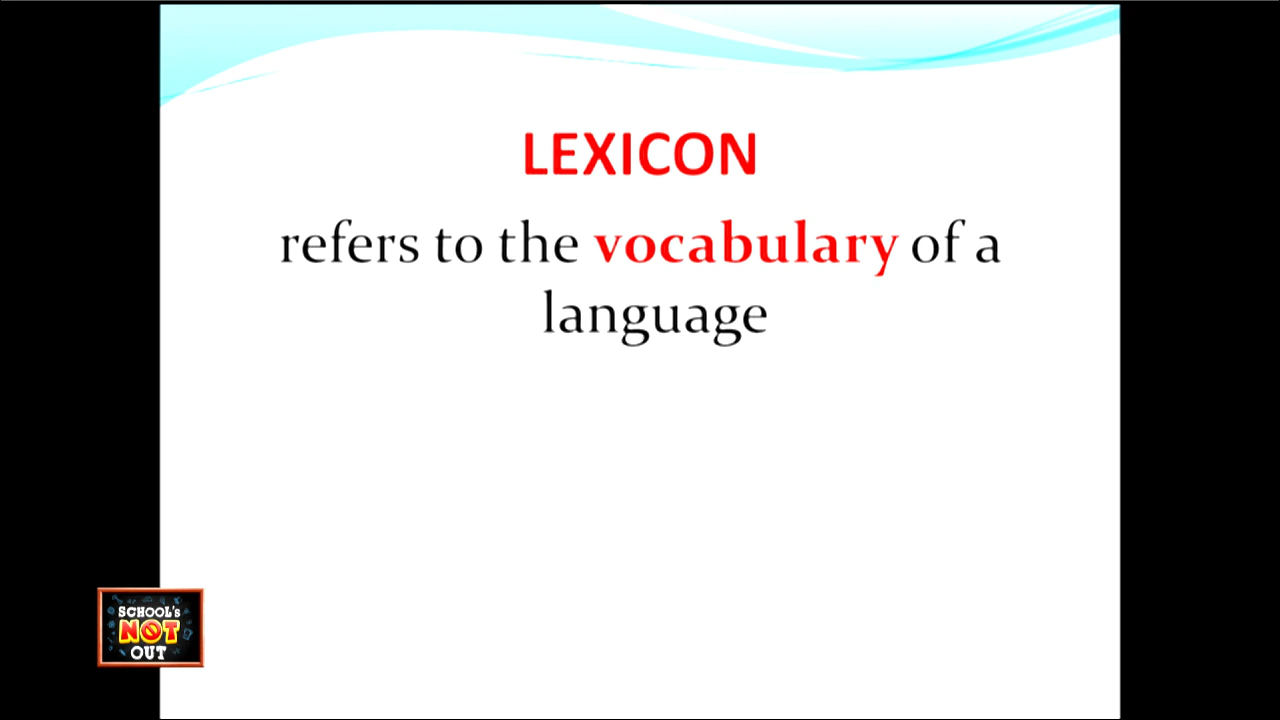 LEXICON
refers to the vocabulary of a
language
SCHOOL'S
NOT
OUT